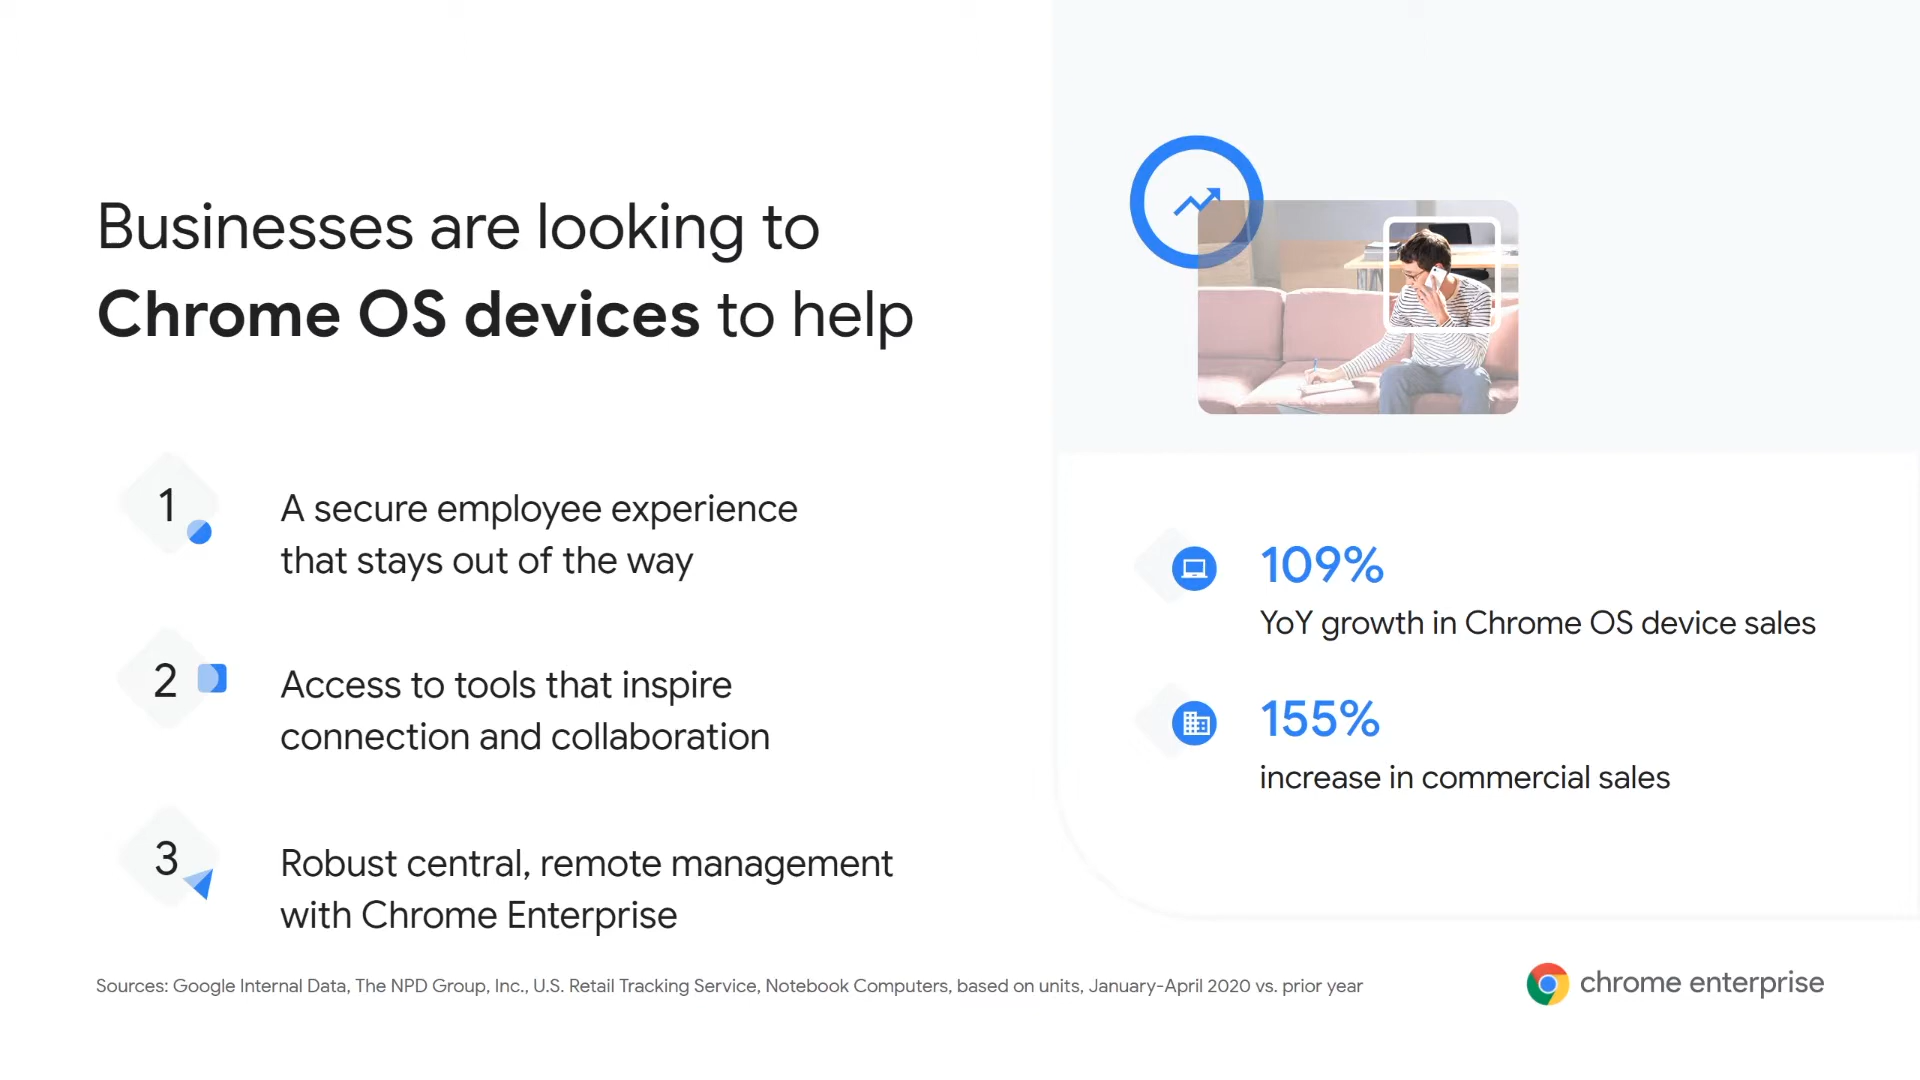 Businesses are looking to
Chrome OS devices to help
1
A secure employee experience
that stays out of the way
2
Access to tools that inspire
connection and collaboration
3
Robust central, remote management
with Chrome Enterprise
109%
YoY growth in Chrome OS device sales
155%
increase in commercial sales
Sources: Google Internal Data, The NPD Group, Inc., U.S. Retail Tracking Service, Notebook Computers, based on units, January-April 2020 vs. prior year
chrome enterprise